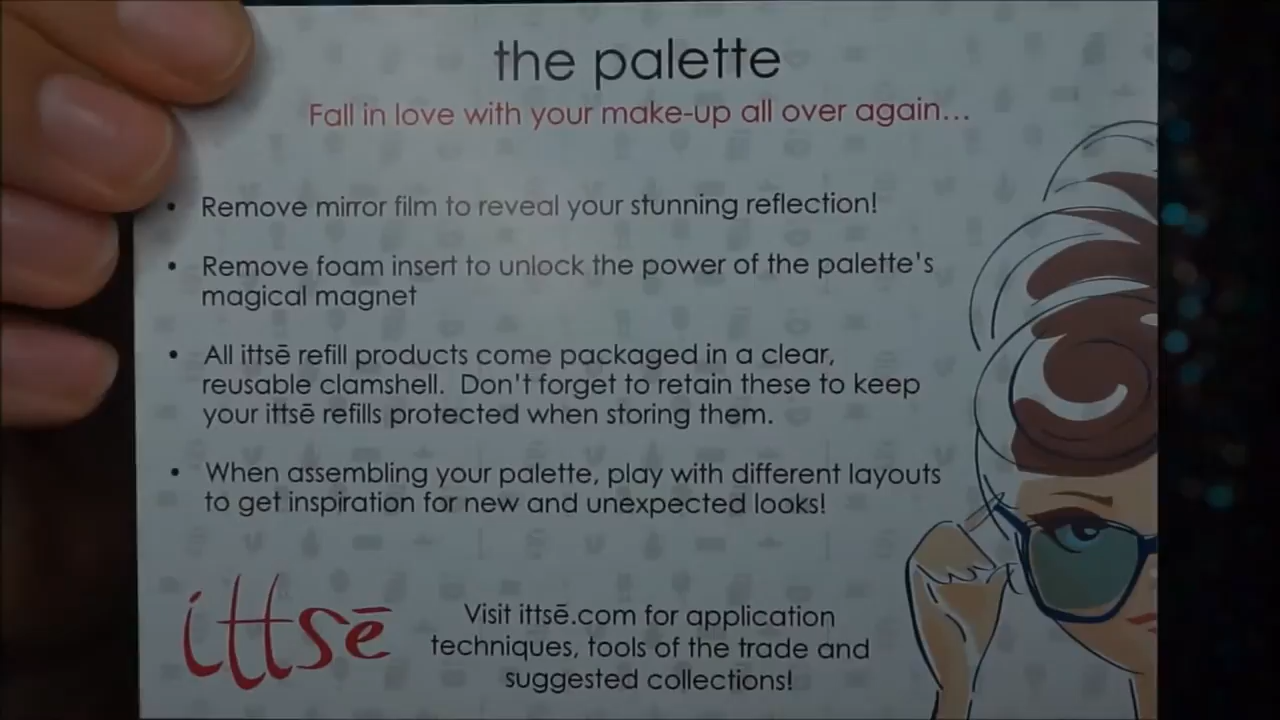 the palette
Fall in love with your make-up all over again...
• Remove mirror film to reveal your stunning reflection!
• Remove foam insert to unlock the power of the palette's
magical magnet
• All ittsē refill products come packaged in a clear,
reusable clamshell. Don't forget to retain these to keep
your ittsē refills protected when storing them.
• When assembling your palette, play with different layouts
to get inspiration for new and unexpected looks!
ittsē
Visit ittsē.com for application
techniques, tools of the trade and
suggested collections!